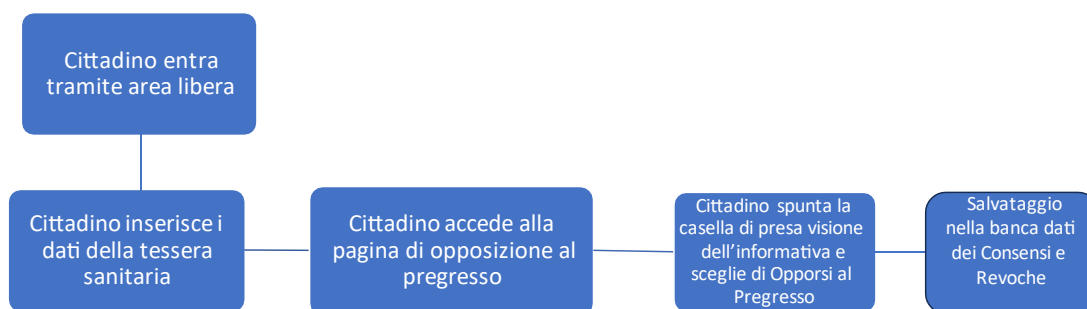 Cittadino entra
tramite area libera
Cittadino inserisce i
dati della tessera
sanitaria
Cittadino accede alla
pagina di opposizione al
pregresso
Cittadino spunta la
casella di presa visione
dell’informativa e
sceglie di Opporsi al
Pregresso
Salvataggio
nella banca dati
dei Consensi e
Revoche